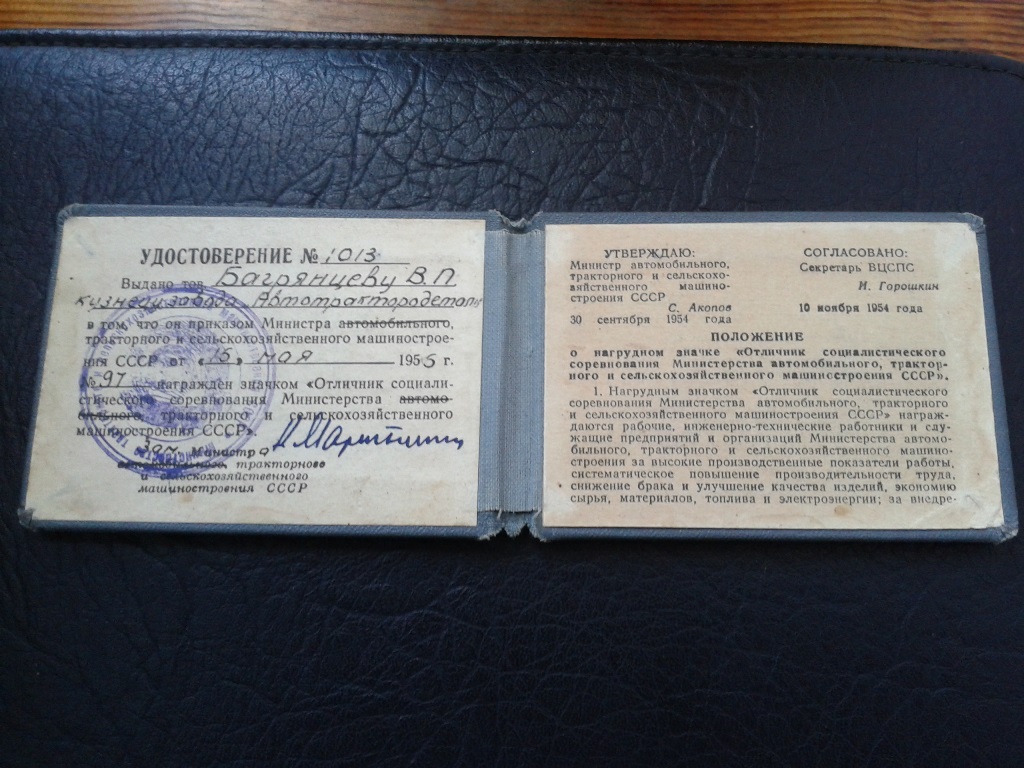 УДОСТОВЕРЕНИЕ № 1013
Выдано тов. Багрянцеву В.П
кузнецу завода Автотрактородетали
в том, что он приказом Министра автомобильного,
тракторного и сельскохозяйственного машинострое-
ния СССР от «15» мая 1955 г.
№ 97 награжден значком «Отличник социали-
стического соревнования Министерства автомо-
бильного, тракторного и сельскохозяйственного
машиностроения СССР».
Министра
автомобильного, тракторного
и сельскохозяйственного
машиностроения СССР
УТВЕРЖДАЮ:
Министр автомобильного,
тракторного и сельскохо-
зяйственного машино-
строения СССР
С. Акопов
30 сентября 1954 года
СОГЛАСОВАНО:
Секретарь ВЦСПС
И. Горошкин
10 ноября 1954 года
ПОЛОЖЕНИЕ
о нагрудном значке «Отличник социалистического
соревнования Министерства автомобильного, трактор-
ного и сельскохозяйственного машиностроения СССР».
1. Нагрудным значком «Отличник социалистического
соревнования Министерства автомобильного, тракторного
и сельскохозяйственного машиностроения СССР» награж-
даются рабочие, инженерно-технические работники и слу-
жащие предприятий и организаций Министерства автомо-
бильного, тракторного и сельскохозяйственного машино-
строения за высокие производственные показатели работы,
систематическое повышение производительности труда,
снижение брака и улучшение качества изделий, экономию
сырья, материалов, топлива и электроэнергии; за внедре-